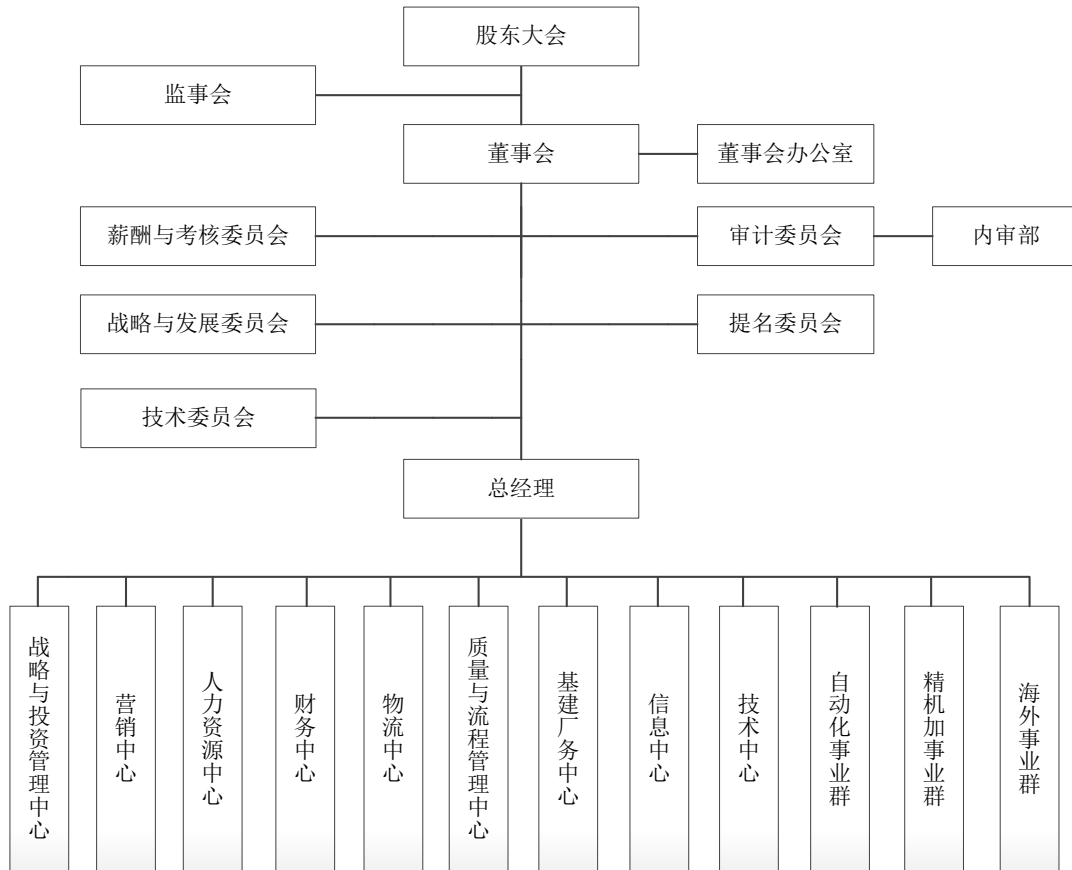 股东大会
监事会
董事会
董事会办公室
薪酬与考核委员会
审计委员会
内审部
战略与发展委员会
提名委员会
技术委员会
总经理
战略与投资管理中心
营销中心
人力资源中心
财务中心
物流中心
质量与流程管理中心
基建厂务中心
信息中心
技术中心
自动化事业群
精机加事业群
海外事业群